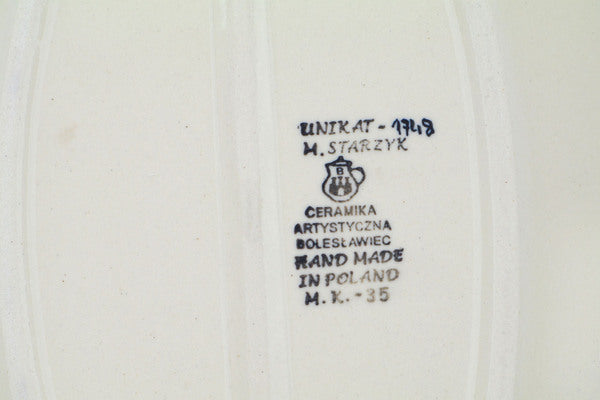 UNIKAT - 1748
M. STARZYK
B
CERAMIKA
ARTYSTYCZNA
BOLESŁAWIEC
HAND MADE
IN POLAND
M.K.-35